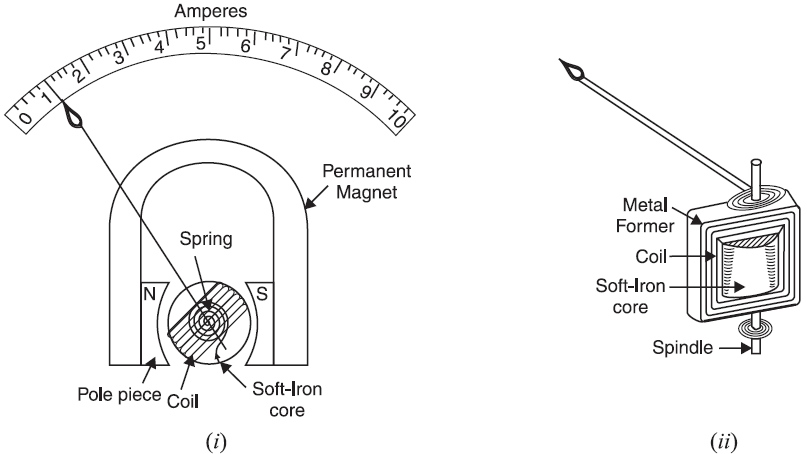 Amperes
0 1 2 3 4 5 6 7 8 9 10
Permanent
Magnet
Spring
N
S
Pole piece
Coil
Soft-Iron
core
(i)
Metal
Former
Coil
Soft-Iron
core
Spindle
(ii)